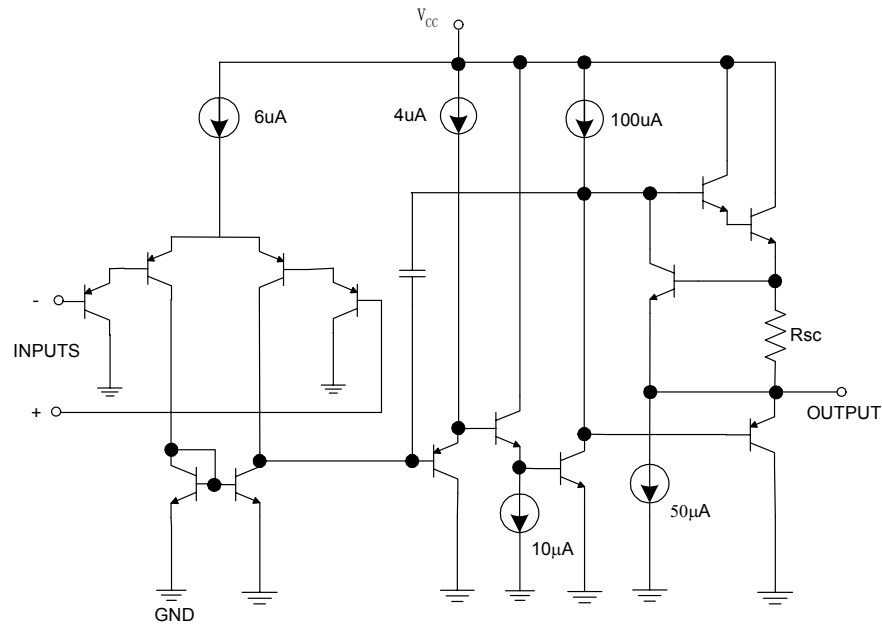 VCC
6uA
4uA
100uA
-
INPUTS
+
Rsc
OUTPUT
50μA
10μA
GND